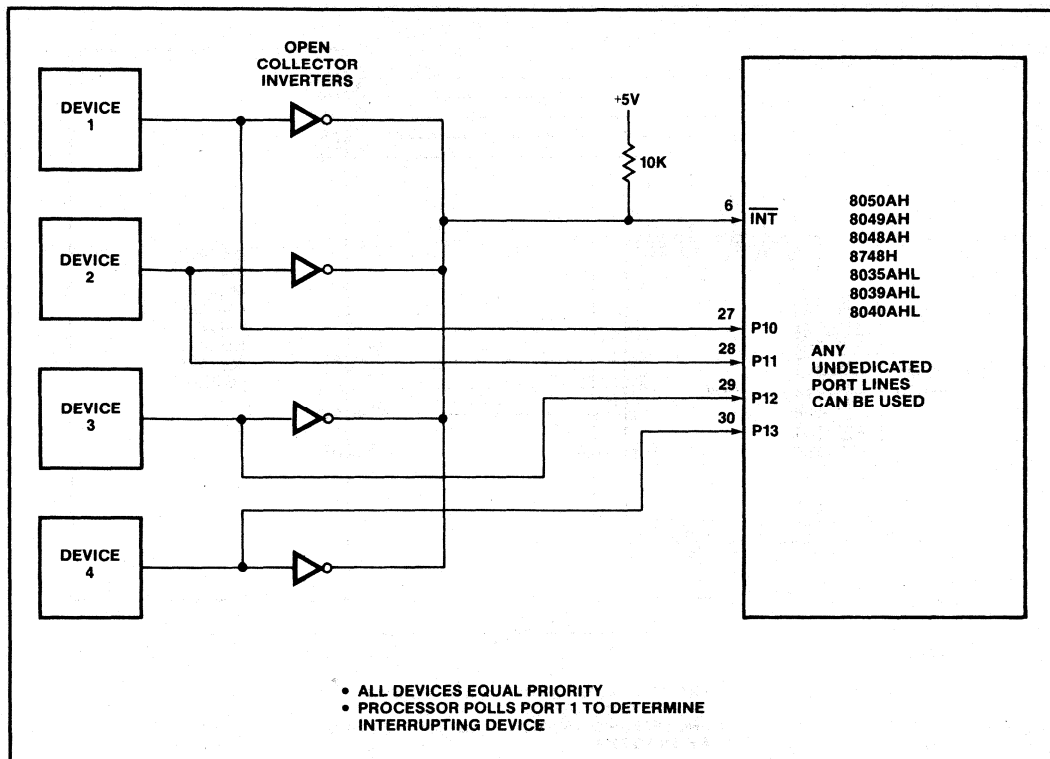 OPEN
COLLECTOR
INVERTERS
DEVICE
1
DEVICE
2
DEVICE
3
DEVICE
4
+5V
10K
6
INT
27
P10
28
P11
29
P12
30
P13
8050AH
8049AH
8048AH
8748H
8035AHL
8039AHL
8040AHL
ANY
UNDEDICATED
PORT LINES
CAN BE USED
• ALL DEVICES EQUAL PRIORITY
• PROCESSOR POLLS PORT 1 TO DETERMINE
INTERRUPTING DEVICE